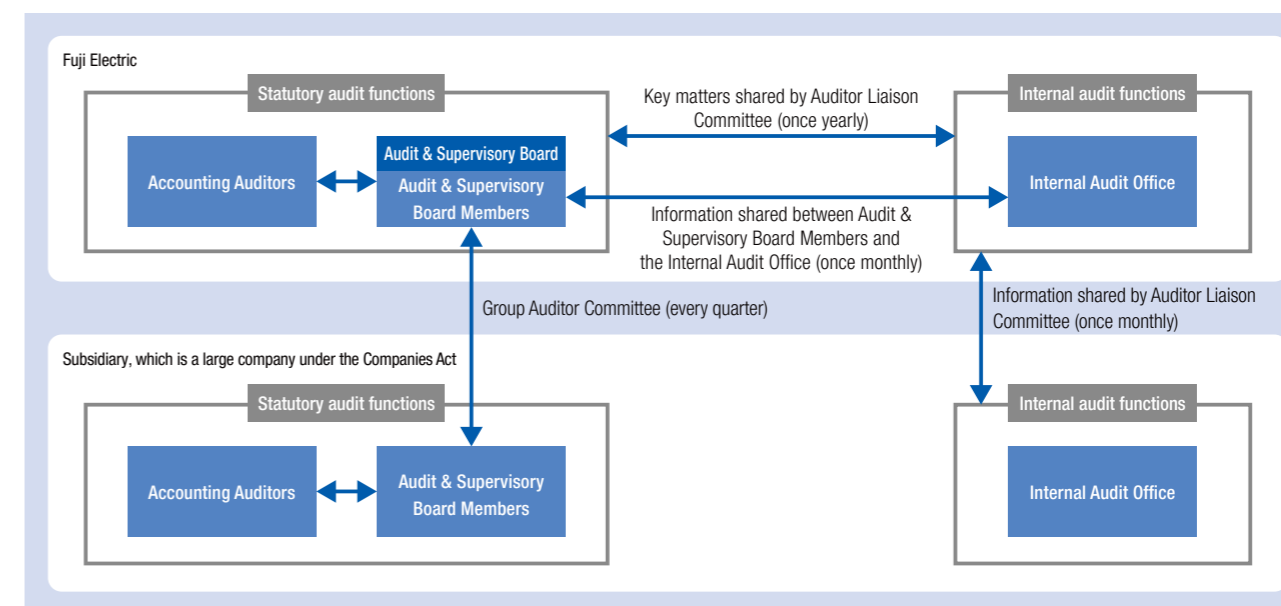 Fuji Electric
Statutory audit functions
Accounting Auditors
Audit & Supervisory Board
Audit & Supervisory
Board Members
Key matters shared by Auditor Liaison
Committee (once yearly)
Information shared between Audit &
Supervisory Board Members and
the Internal Audit Office (once monthly)
Internal audit functions
Internal Audit Office
Group Auditor Committee (every quarter)
Information shared by Auditor Liaison
Committee (once monthly)
Subsidiary, which is a large company under the Companies Act
Statutory audit functions
Accounting Auditors
Audit & Supervisory
Board Members
Internal audit functions
Internal Audit Office